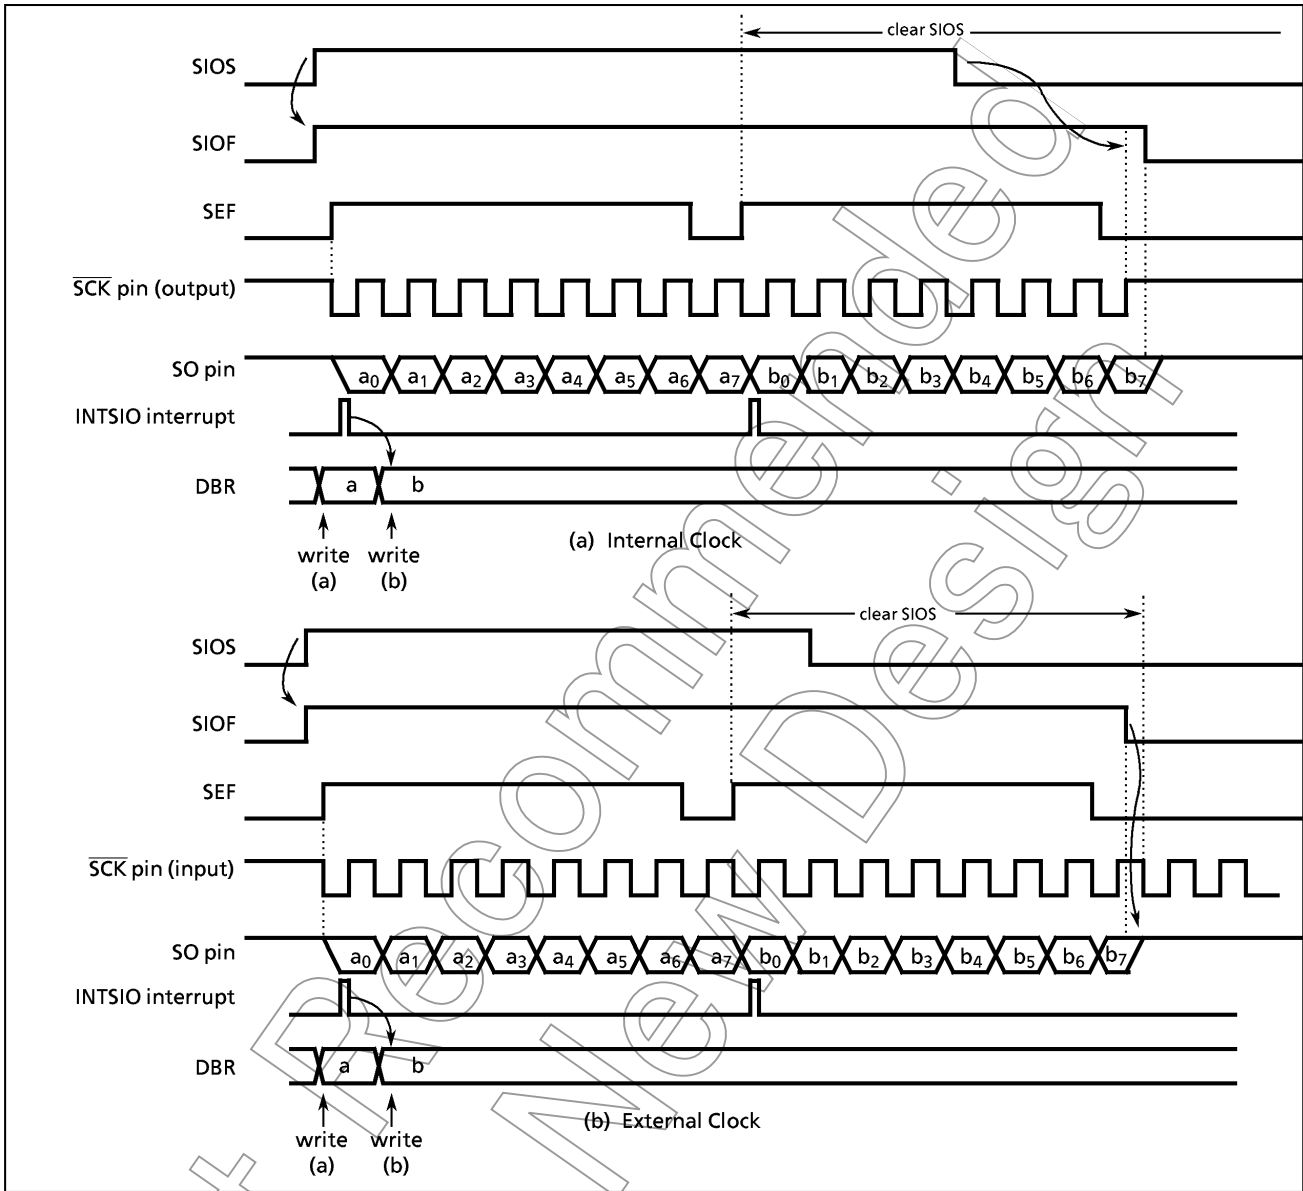 clear SIOS
SIOS
SIOF
SEF
SCK pin (output)
SO pin a0 a1 a2 a3 a4 a5 a6 a7 b0 b1 b2 b3 b4 b5 b6 b7
INTSIO interrupt
DBR a b
(a) Internal Clock
write write
(a) (b)
clear SIOS
SIOS
SIOF
SEF
SCK pin (input)
SO pin a0 a1 a2 a3 a4 a5 a6 a7 b0 b1 b2 b3 b4 b5 b6 b7
INTSIO interrupt
DBR a b
(b) External Clock
write write
(a) (b)
t Recommended
New Design